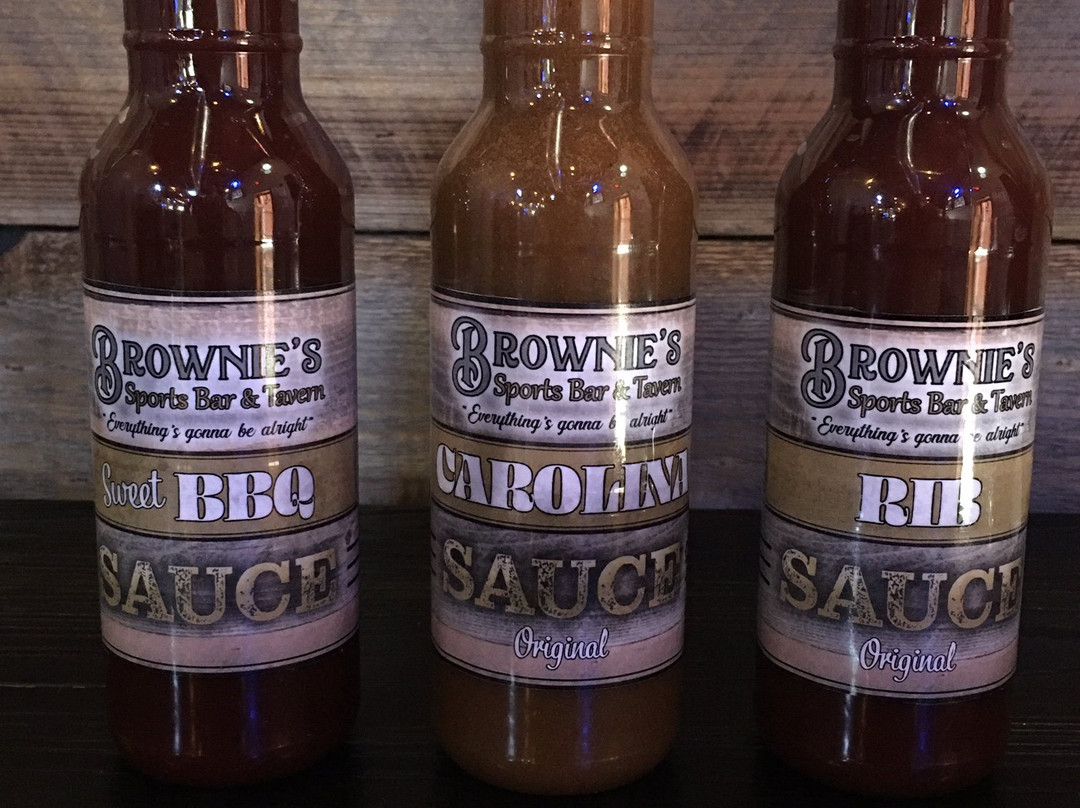 BROWNIE'S
Sports Bar & Tavern
"Everything's gonna be alright"
Sweet BBQ
SAUCE
BROWNIE'S
Sports Bar & Tavern
"Everything's gonna be alright"
CAROLINA
SAUCE
Original
BROWNIE'S
Sports Bar & Tavern
"Everything's gonna be alright"
RIB
SAUCE
Original